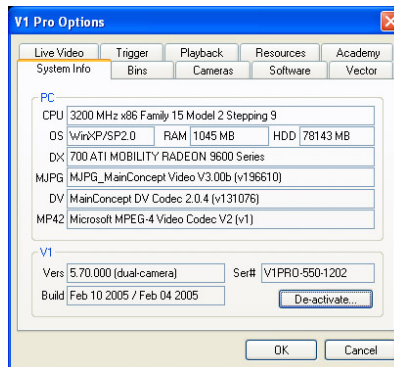 V1 Pro Options
Live Video Trigger Playback Resources Academy
System Info Bins Cameras Software Vector
PC
CPU 3200 MHz x86 Family 15 Model 2 Stepping 9
OS WinXP/SP2.0 RAM 1045 MB HDD 78143 MB
DX 700 ATI MOBILITY RADEON 9600 Series
MJPG MJPG_MainConcept Video V3.00b (v196610)
DV MainConcept DV Codec 2.0.4 (v131076)
MP42 Microsoft MPEG-4 Video Codec V2 (v1)
V1
Vers 5.70.000 (dual-camera) Ser# V1PRO-550-1202
Build Feb 10 2005 / Feb 04 2005 De-activate...
OK Cancel